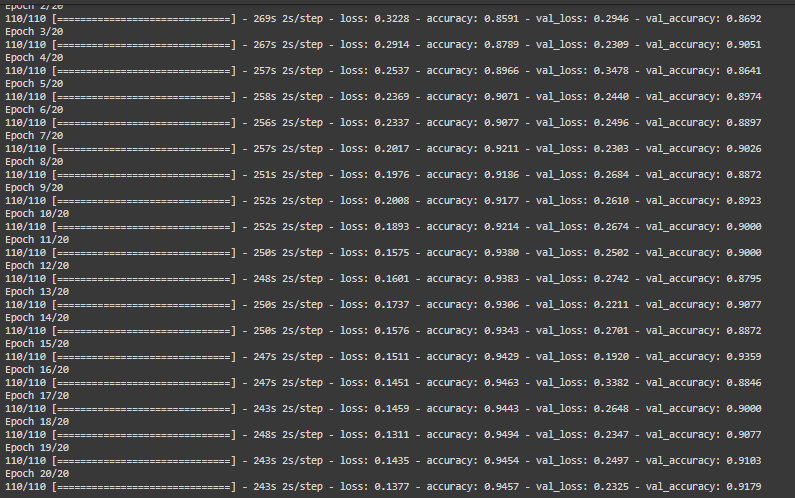 Epoch 2/20
110/110 [==============================] - 269s 2s/step - loss: 0.3228 - accuracy: 0.8591 - val_loss: 0.2946 - val_accuracy: 0.8692
Epoch 3/20
110/110 [==============================] - 267s 2s/step - loss: 0.2914 - accuracy: 0.8789 - val_loss: 0.2309 - val_accuracy: 0.9051
Epoch 4/20
110/110 [==============================] - 257s 2s/step - loss: 0.2537 - accuracy: 0.8966 - val_loss: 0.3478 - val_accuracy: 0.8641
Epoch 5/20
110/110 [==============================] - 258s 2s/step - loss: 0.2369 - accuracy: 0.9071 - val_loss: 0.2440 - val_accuracy: 0.8974
Epoch 6/20
110/110 [==============================] - 256s 2s/step - loss: 0.2337 - accuracy: 0.9077 - val_loss: 0.2496 - val_accuracy: 0.8897
Epoch 7/20
110/110 [==============================] - 257s 2s/step - loss: 0.2017 - accuracy: 0.9211 - val_loss: 0.2303 - val_accuracy: 0.9026
Epoch 8/20
110/110 [==============================] - 251s 2s/step - loss: 0.1976 - accuracy: 0.9186 - val_loss: 0.2684 - val_accuracy: 0.8872
Epoch 9/20
110/110 [==============================] - 252s 2s/step - loss: 0.2008 - accuracy: 0.9177 - val_loss: 0.2610 - val_accuracy: 0.8923
Epoch 10/20
110/110 [==============================] - 252s 2s/step - loss: 0.1893 - accuracy: 0.9214 - val_loss: 0.2674 - val_accuracy: 0.9000
Epoch 11/20
110/110 [==============================] - 250s 2s/step - loss: 0.1575 - accuracy: 0.9380 - val_loss: 0.2502 - val_accuracy: 0.9000
Epoch 12/20
110/110 [==============================] - 248s 2s/step - loss: 0.1601 - accuracy: 0.9383 - val_loss: 0.2742 - val_accuracy: 0.8795
Epoch 13/20
110/110 [==============================] - 250s 2s/step - loss: 0.1737 - accuracy: 0.9306 - val_loss: 0.2211 - val_accuracy: 0.9077
Epoch 14/20
110/110 [==============================] - 250s 2s/step - loss: 0.1576 - accuracy: 0.9343 - val_loss: 0.2701 - val_accuracy: 0.8872
Epoch 15/20
110/110 [==============================] - 247s 2s/step - loss: 0.1511 - accuracy: 0.9429 - val_loss: 0.1920 - val_accuracy: 0.9359
Epoch 16/20
110/110 [==============================] - 247s 2s/step - loss: 0.1451 - accuracy: 0.9463 - val_loss: 0.3382 - val_accuracy: 0.8846
Epoch 17/20
110/110 [==============================] - 243s 2s/step - loss: 0.1459 - accuracy: 0.9443 - val_loss: 0.2648 - val_accuracy: 0.9000
Epoch 18/20
110/110 [==============================] - 248s 2s/step - loss: 0.1311 - accuracy: 0.9494 - val_loss: 0.2347 - val_accuracy: 0.9077
Epoch 19/20
110/110 [==============================] - 243s 2s/step - loss: 0.1435 - accuracy: 0.9454 - val_loss: 0.2497 - val_accuracy: 0.9103
Epoch 20/20
110/110 [==============================] - 243s 2s/step - loss: 0.1377 - accuracy: 0.9457 - val_loss: 0.2325 - val_accuracy: 0.9179